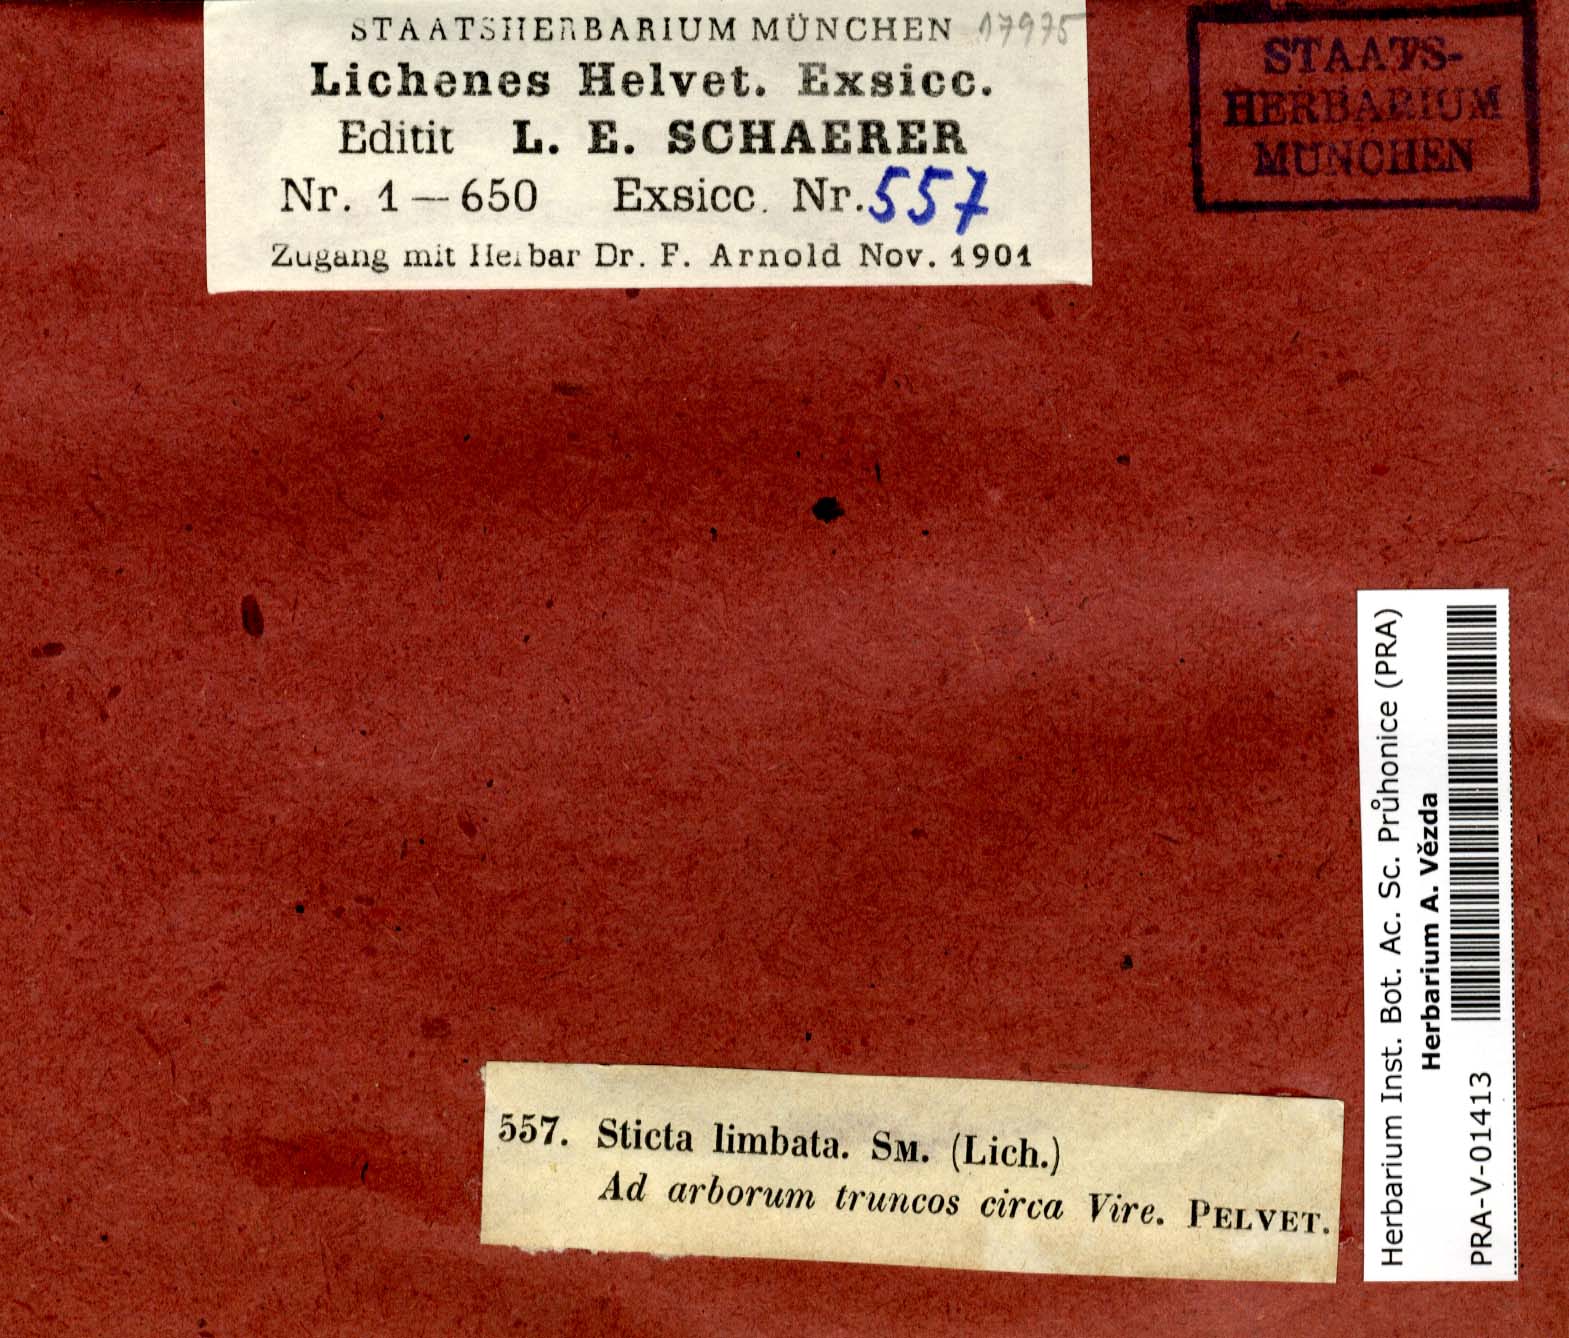 STAATSHERBARIUM MÜNCHEN 17975
Lichenes Helvet. Exsicc.
Editit L. E. SCHAERER
Nr. 1 — 650 Exsicc. Nr. 557
Zugang mit Herbar Dr. F. Arnold Nov. 1901
STAATS-
HERBARIUM
MÜNCHEN
Herbarium Inst. Bot. Ac. Sc. Průhonice (PRA)
Herbarium A. Vězda
PRA-V-01413
557. Sticta limbata. SM. (Lich.)
Ad arborum truncos circa Vire. PELVET.